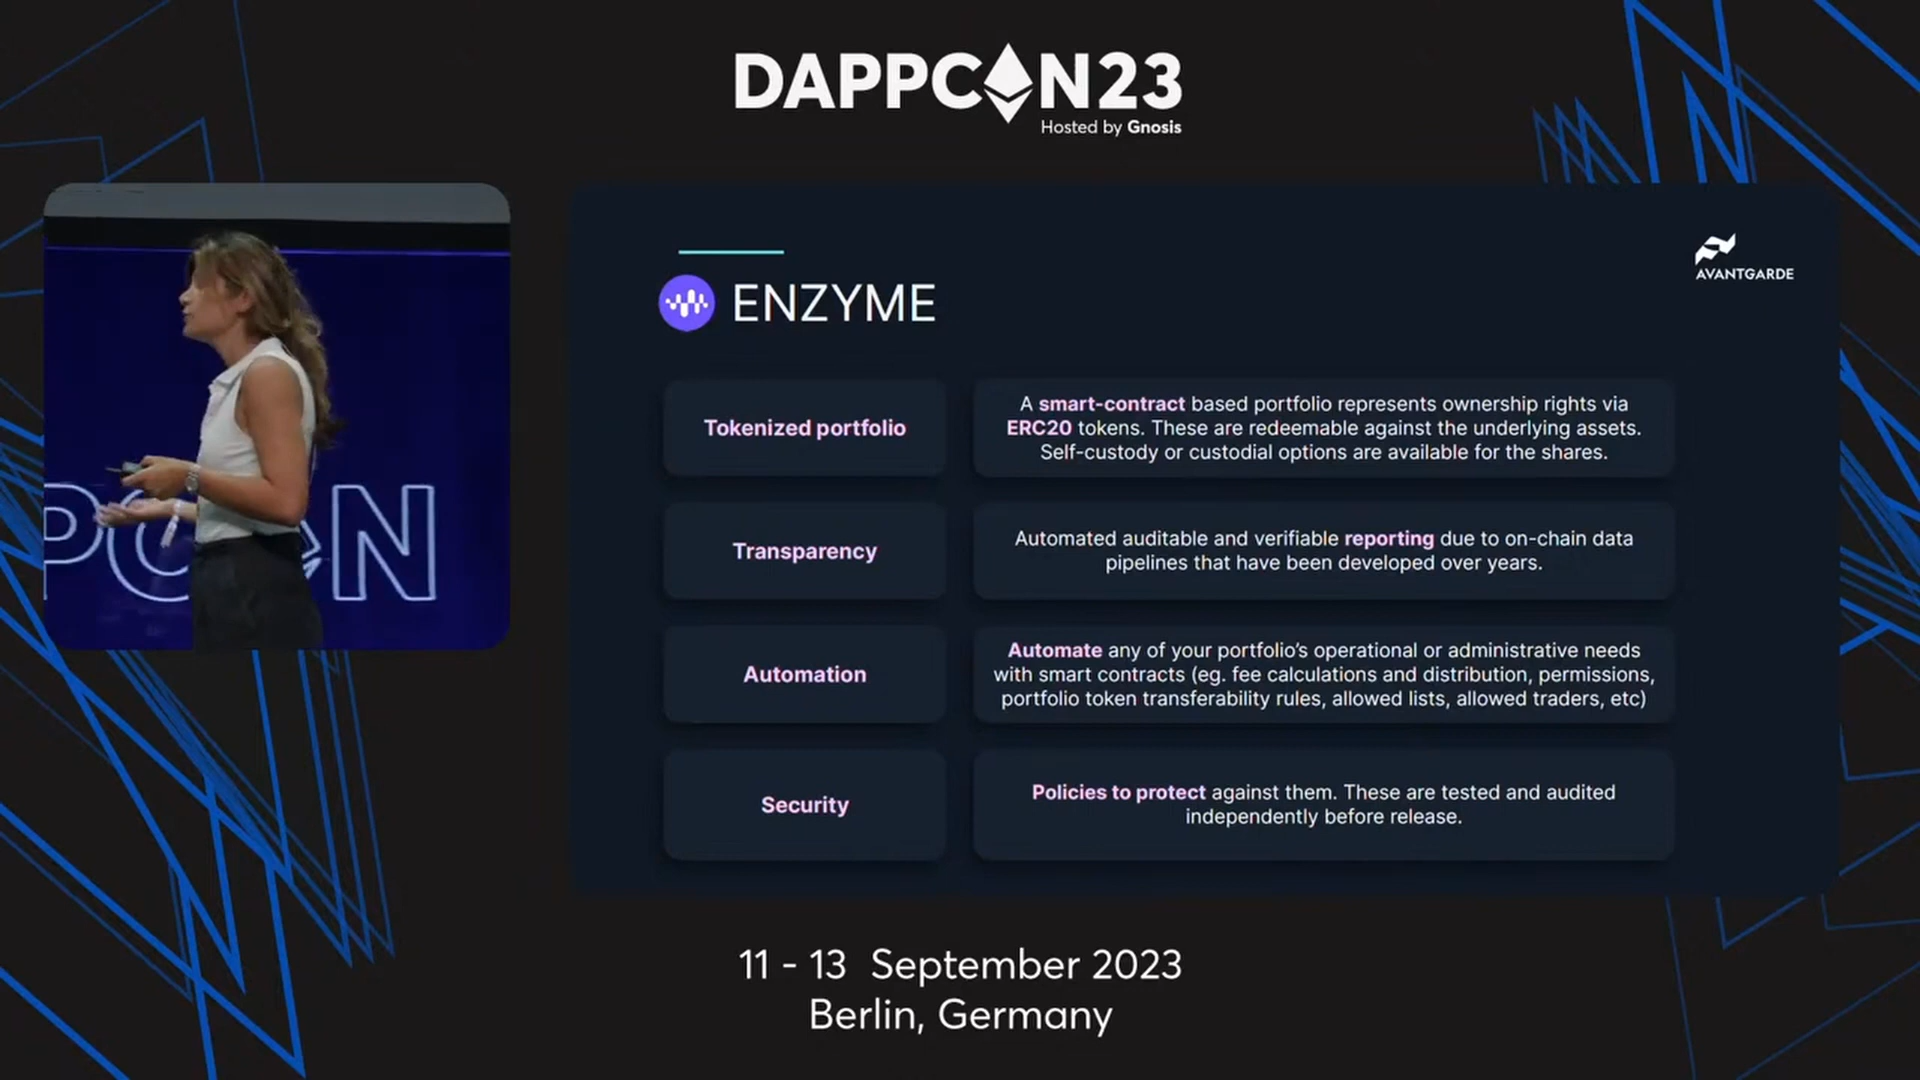 DAPPCON23
Hosted by Gnosis
PCON
AVANTGARDE
ENZYME
Tokenized portfolio
A smart-contract based portfolio represents ownership rights via
ERC20 tokens. These are redeemable against the underlying assets.
Self-custody or custodial options are available for the shares.
Transparency
Automated auditable and verifiable reporting due to on-chain data
pipelines that have been developed over years.
Automation
Automate any of your portfolio’s operational or administrative needs
with smart contracts (eg. fee calculations and distribution, permissions,
portfolio token transferability rules, allowed lists, allowed traders, etc)
Security
Policies to protect against them. These are tested and audited
independently before release.
11 - 13 September 2023
Berlin, Germany